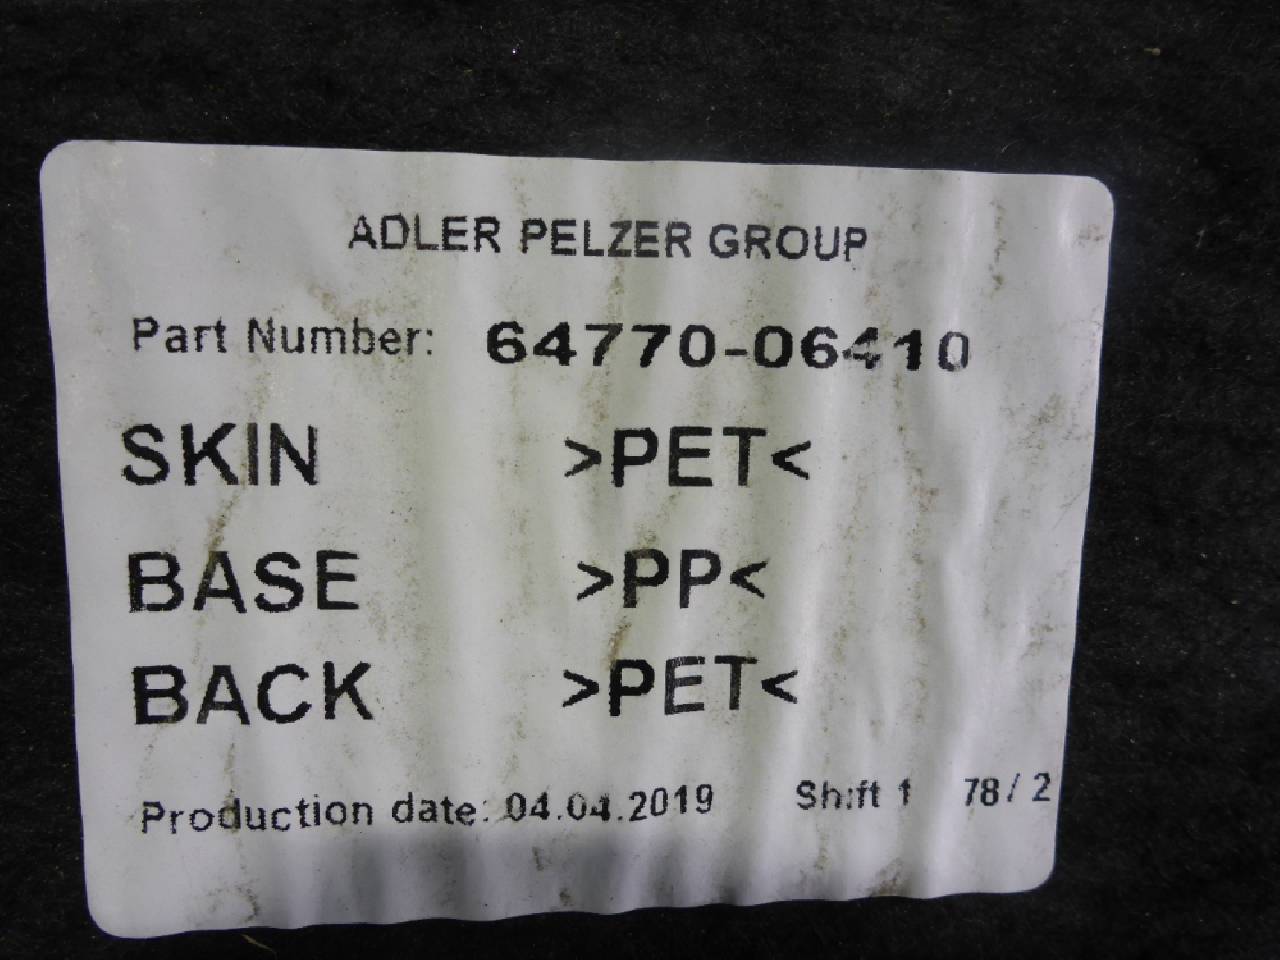 ADLER PELZER GROUP
Part Number: 64770-06410
SKIN >PET<
BASE >PP<
BACK >PET<
Production date: 04.04.2019 Shift 1 78/ 2